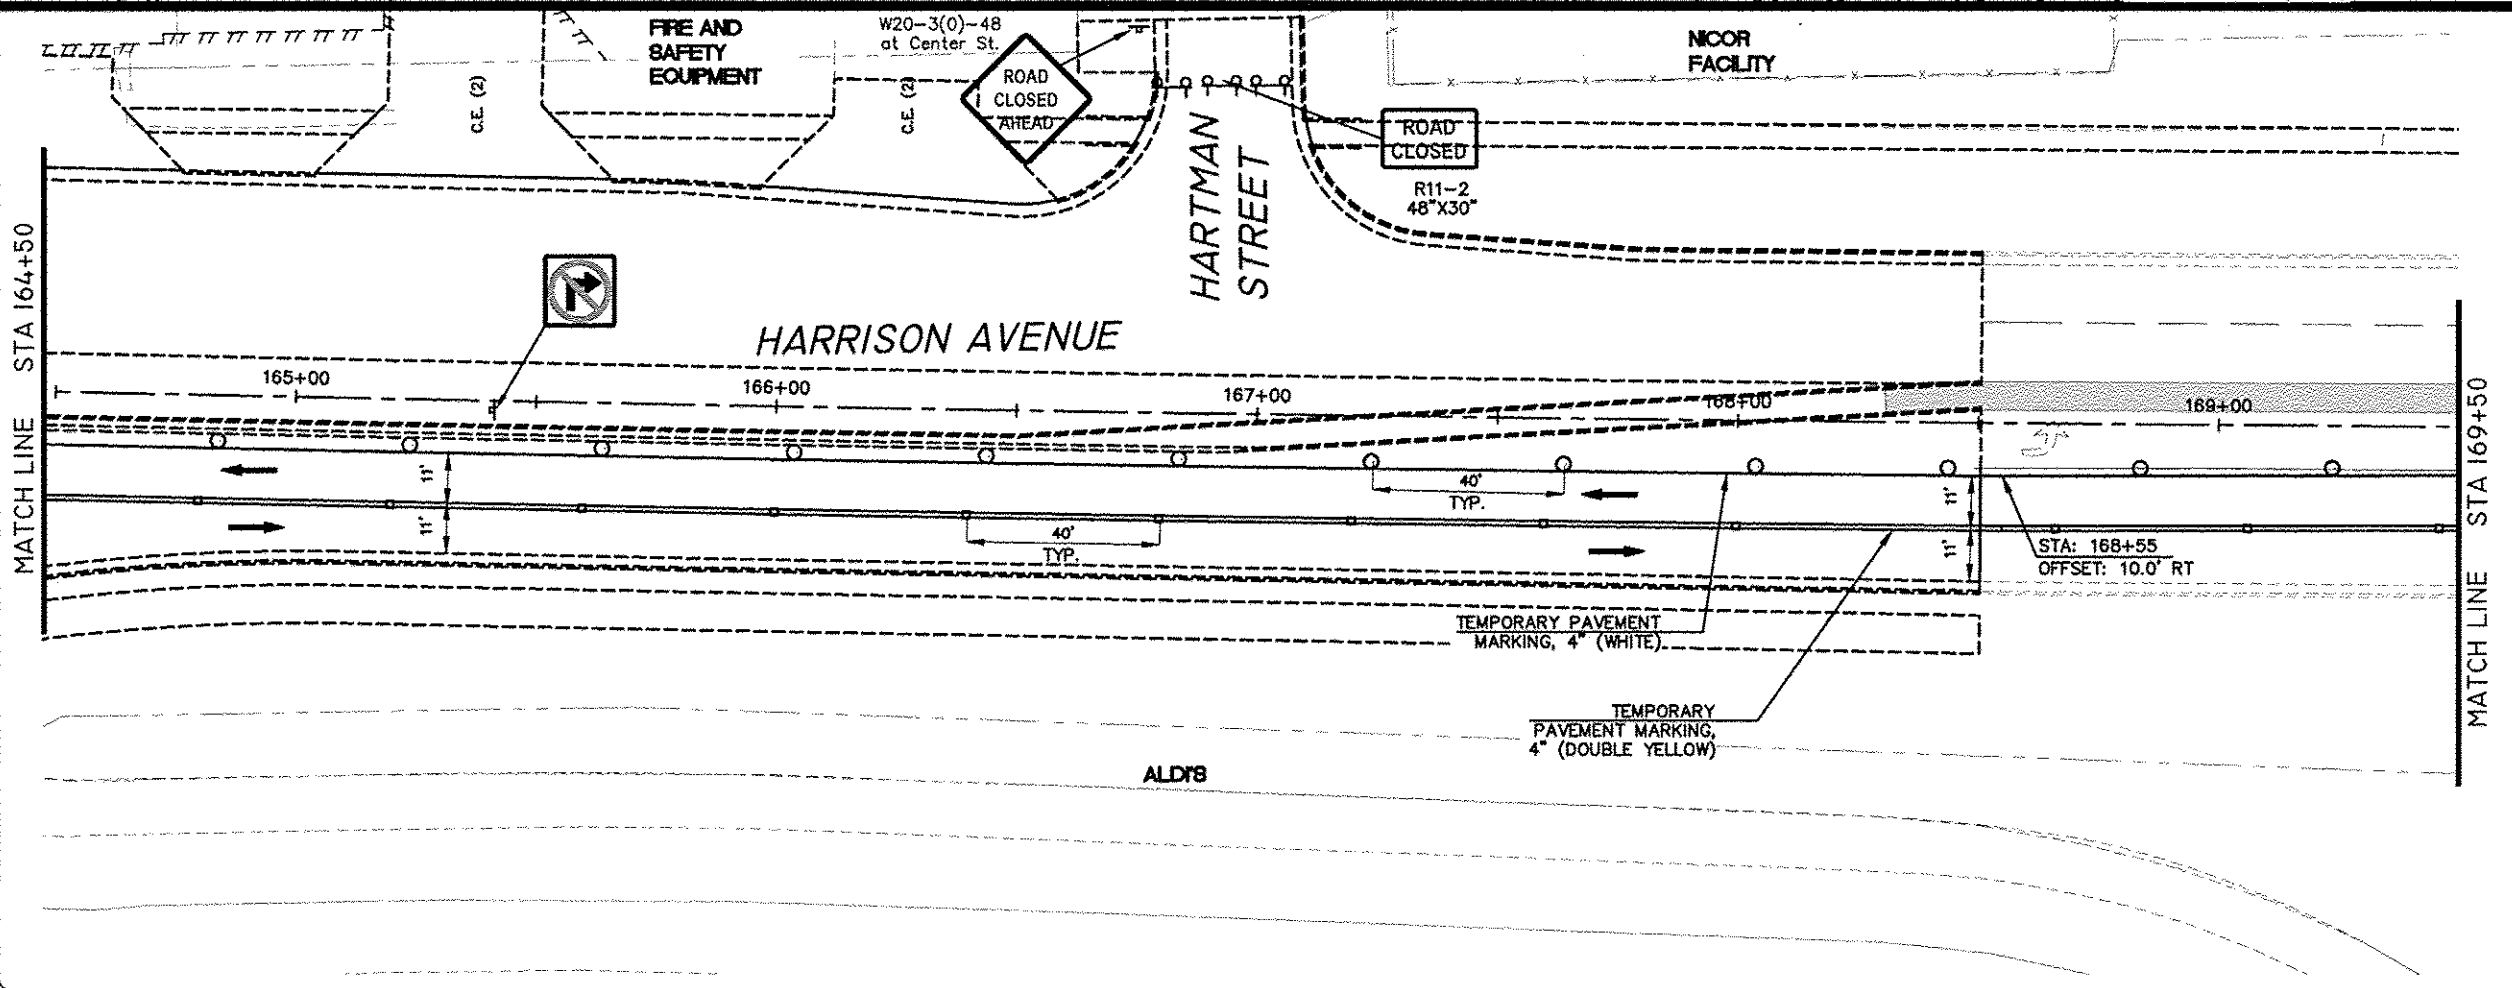 FIRE AND
SAFETY
EQUIPMENT
W20-3(O)-48
at Center St.
ROAD
CLOSED
AHEAD
C.E. (2)
C.E. (2)
NICOR
FACILITY
ROAD
CLOSED
R11-2
48"X30"
HARTMAN
STREET
HARRISON AVENUE
MATCH LINE STA 164+50
165+00
166+00
167+00
168+00
169+00
11'
11'
40'
TYP.
40'
TYP.
11'
11'
STA: 168+55
OFFSET: 10.0' RT
TEMPORARY PAVEMENT
MARKING, 4" (WHITE)
TEMPORARY
PAVEMENT MARKING,
4" (DOUBLE YELLOW)
ALDI'S
MATCH LINE STA 169+50